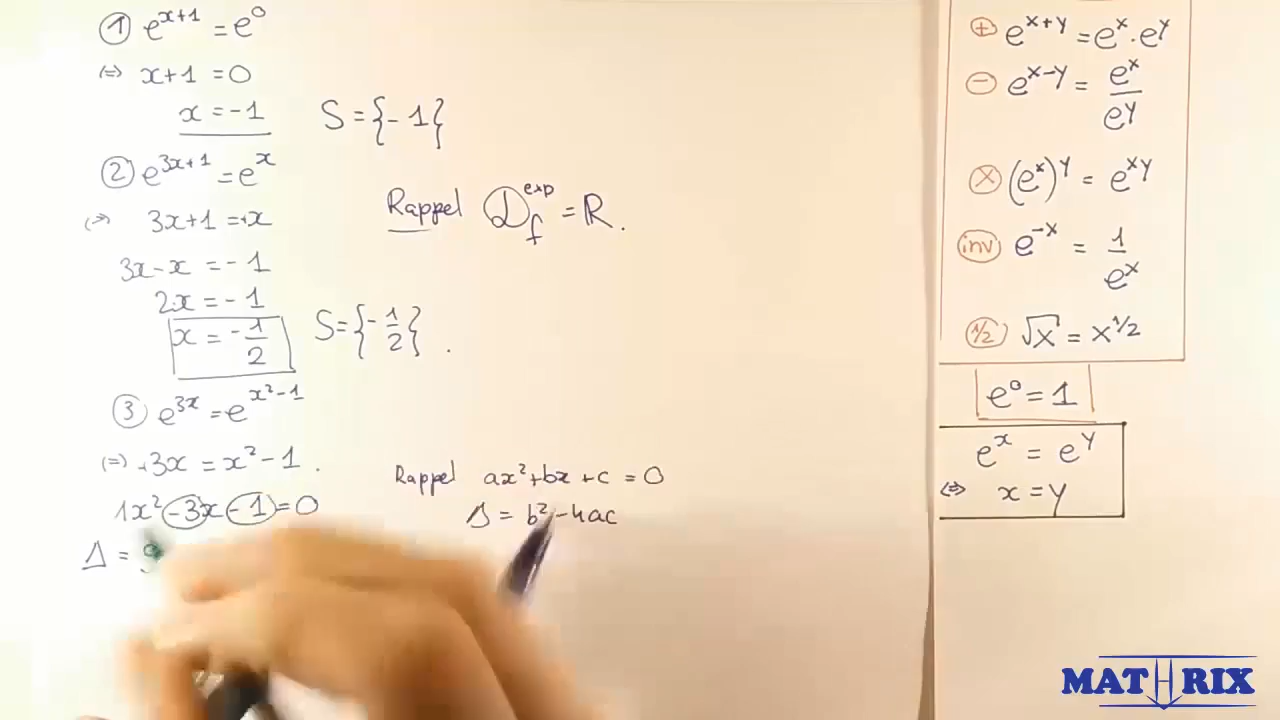 ① e^{x+1} = e^0
(=) x+1 = 0
x = -1
S = {-1}
② e^{3x+1} = e^x
(=>) 3x+1 = +x
3x-x = -1
2x = -1
x = -1/2
S = {-1/2}.
Rappel D_f^{exp} = ℝ.
③ e^{3x} = e^{x²-1}
(=) +3x = x²-1.
1x² -3x -1 = 0
Δ = 9
Rappel ax²+bx+c = 0
Δ = b²-4ac
⊕ e^{x+y} = e^x . e^y
⊖ e^{x-y} = e^x/e^y
⊗ (e^x)^y = e^{xy}
inv e^{-x} = 1/e^x
½ √x = x^{1/2}
e^0 = 1
e^x = e^y
<=> x = y
MATHRIX